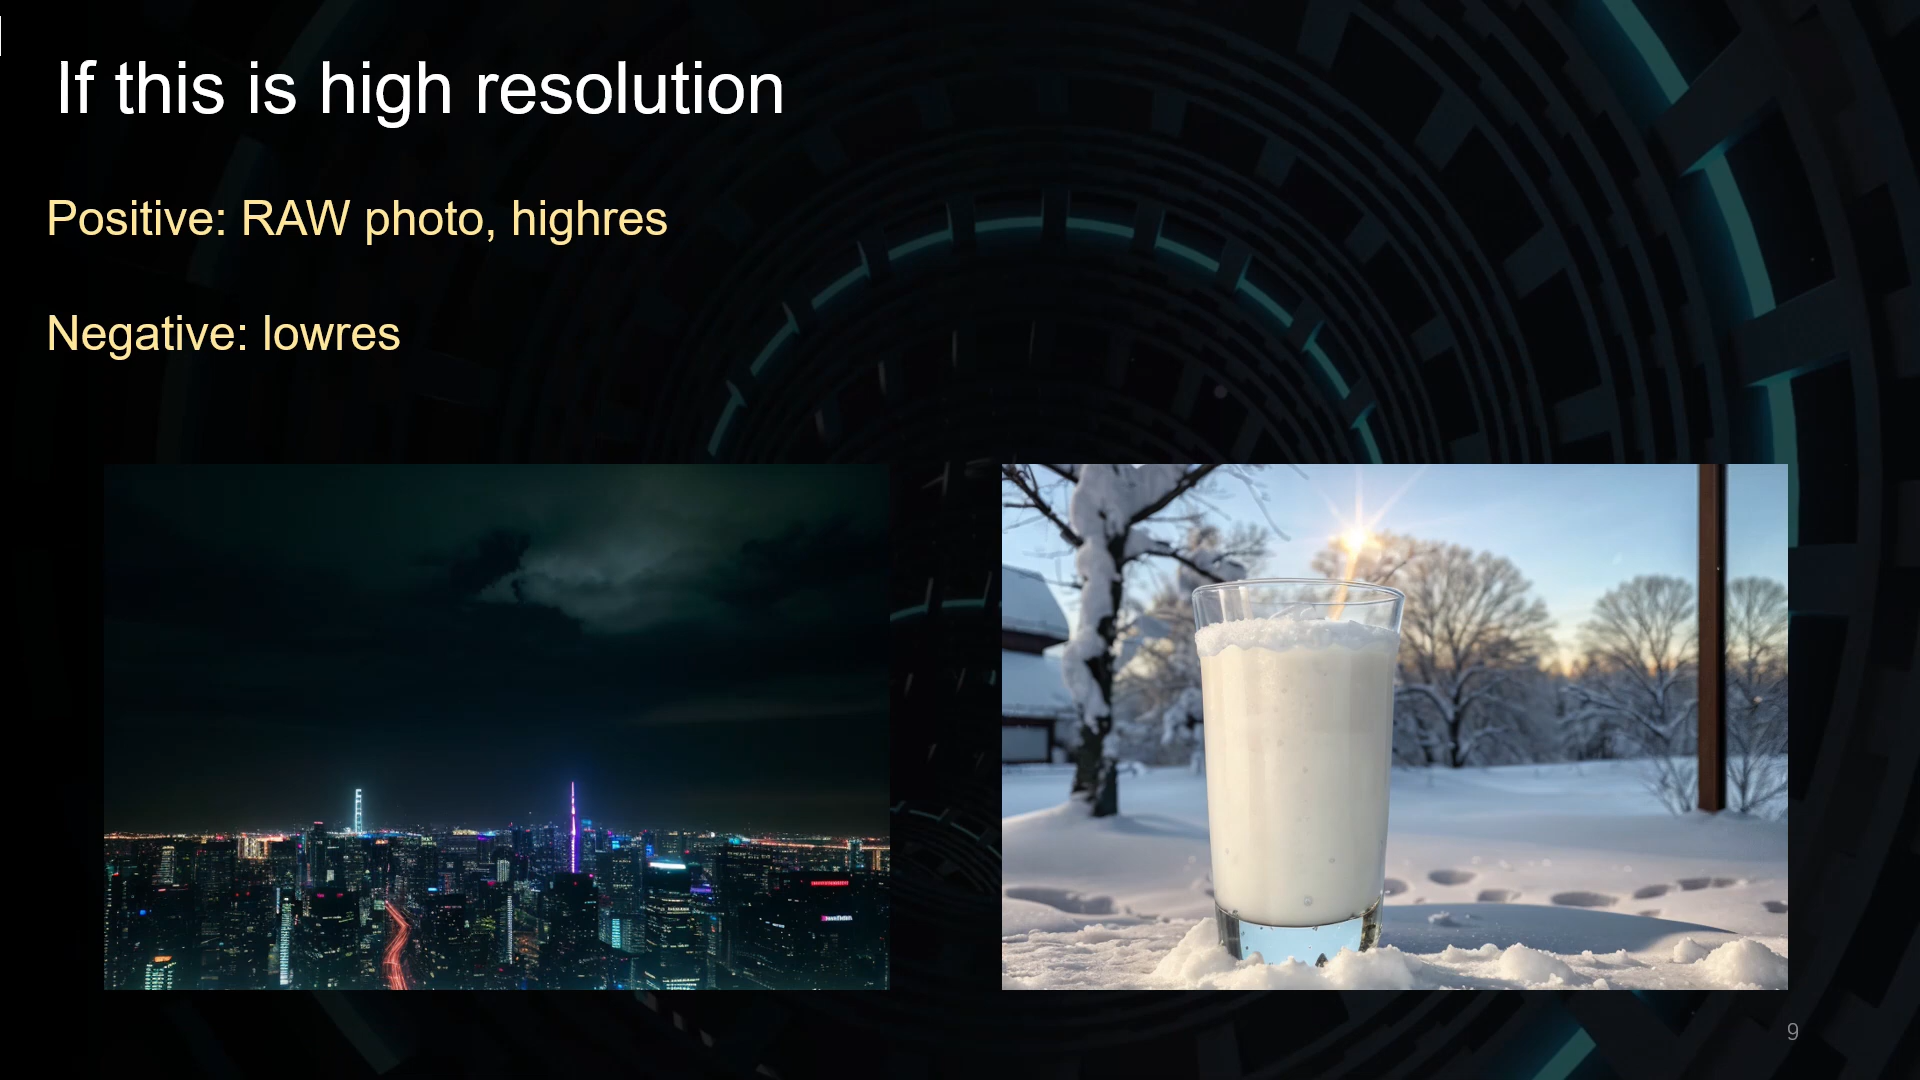 If this is high resolution
Positive: RAW photo, highres
Negative: lowres
9